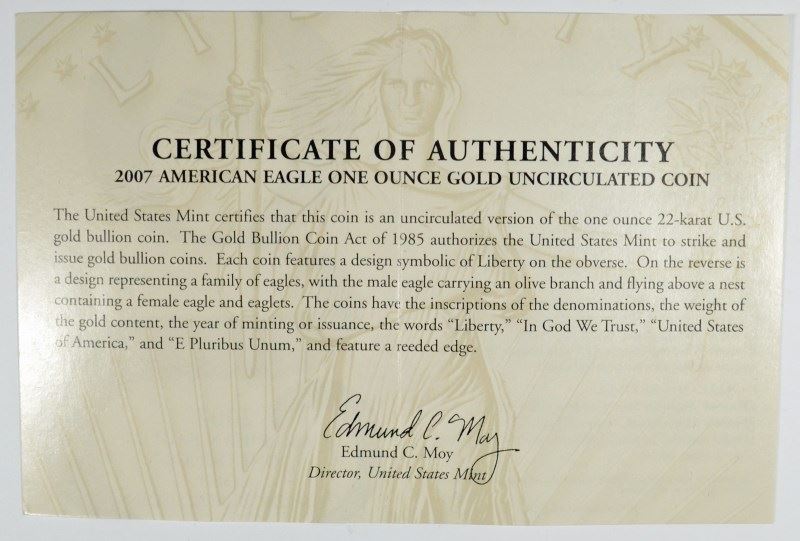 CERTIFICATE OF AUTHENTICITY
2007 AMERICAN EAGLE ONE OUNCE GOLD UNCIRCULATED COIN
The United States Mint certifies that this coin is an uncirculated version of the one ounce 22-karat U.S.
gold bullion coin. The Gold Bullion Coin Act of 1985 authorizes the United States Mint to strike and
issue gold bullion coins. Each coin features a design symbolic of Liberty on the obverse. On the reverse is
a design representing a family of eagles, with the male eagle carrying an olive branch and flying above a nest
containing a female eagle and eaglets. The coins have the inscriptions of the denominations, the weight of
the gold content, the year of minting or issuance, the words “Liberty,” “In God We Trust,” “United States
of America,” and “E Pluribus Unum,” and feature a reeded edge.
Edmund C. Moy
Edmund C. Moy
Director, United States Mint